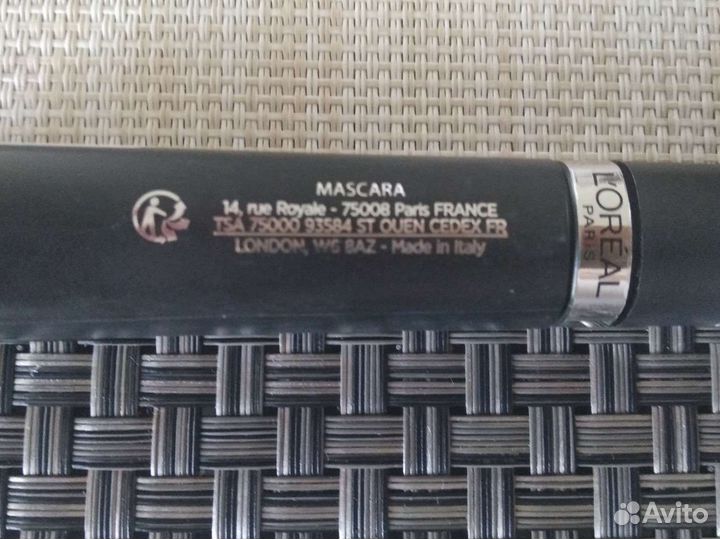 MASCARA
14, rue Royale - 75008 Paris FRANCE
TSA 75000 93584 ST OUEN CEDEX FR
LONDON, W6 8AZ - Made in Italy
L'ORÉAL
PARIS
Avito